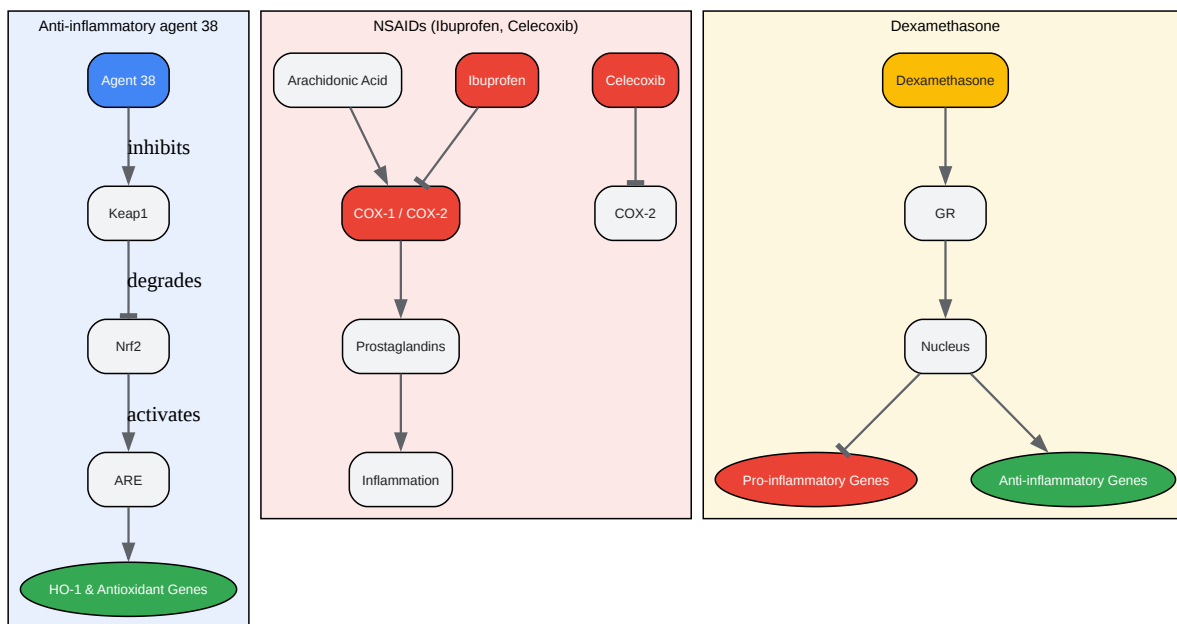 Anti-inflammatory agent 38
Agent 38
inhibits
Keap1
degrades
Nrf2
activates
ARE
HO-1 & Antioxidant Genes
NSAIDs (Ibuprofen, Celecoxib)
Arachidonic Acid
Ibuprofen
Celecoxib
COX-1 / COX-2
COX-2
Prostaglandins
Inflammation
Dexamethasone
Dexamethasone
GR
Nucleus
Pro-inflammatory Genes
Anti-inflammatory Genes